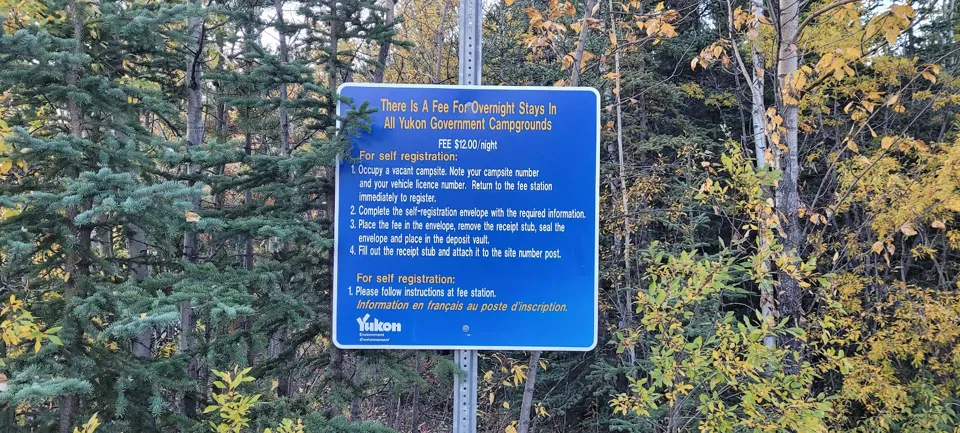 There Is A Fee For Overnight Stays In
All Yukon Government Campgrounds
FEE $12.00/night
For self registration:
1. Occupy a vacant campsite. Note your campsite number
and your vehicle licence number. Return to the fee station
immediately to register.
2. Complete the self-registration envelope with the required information.
3. Place the fee in the envelope, remove the receipt stub, seal the
envelope and place in the deposit vault.
4. Fill out the receipt stub and attach it to the site number post.
For self registration:
1. Please follow instructions at fee station.
Information en français au poste d'inscription.
Yukon
Environment
Environnement